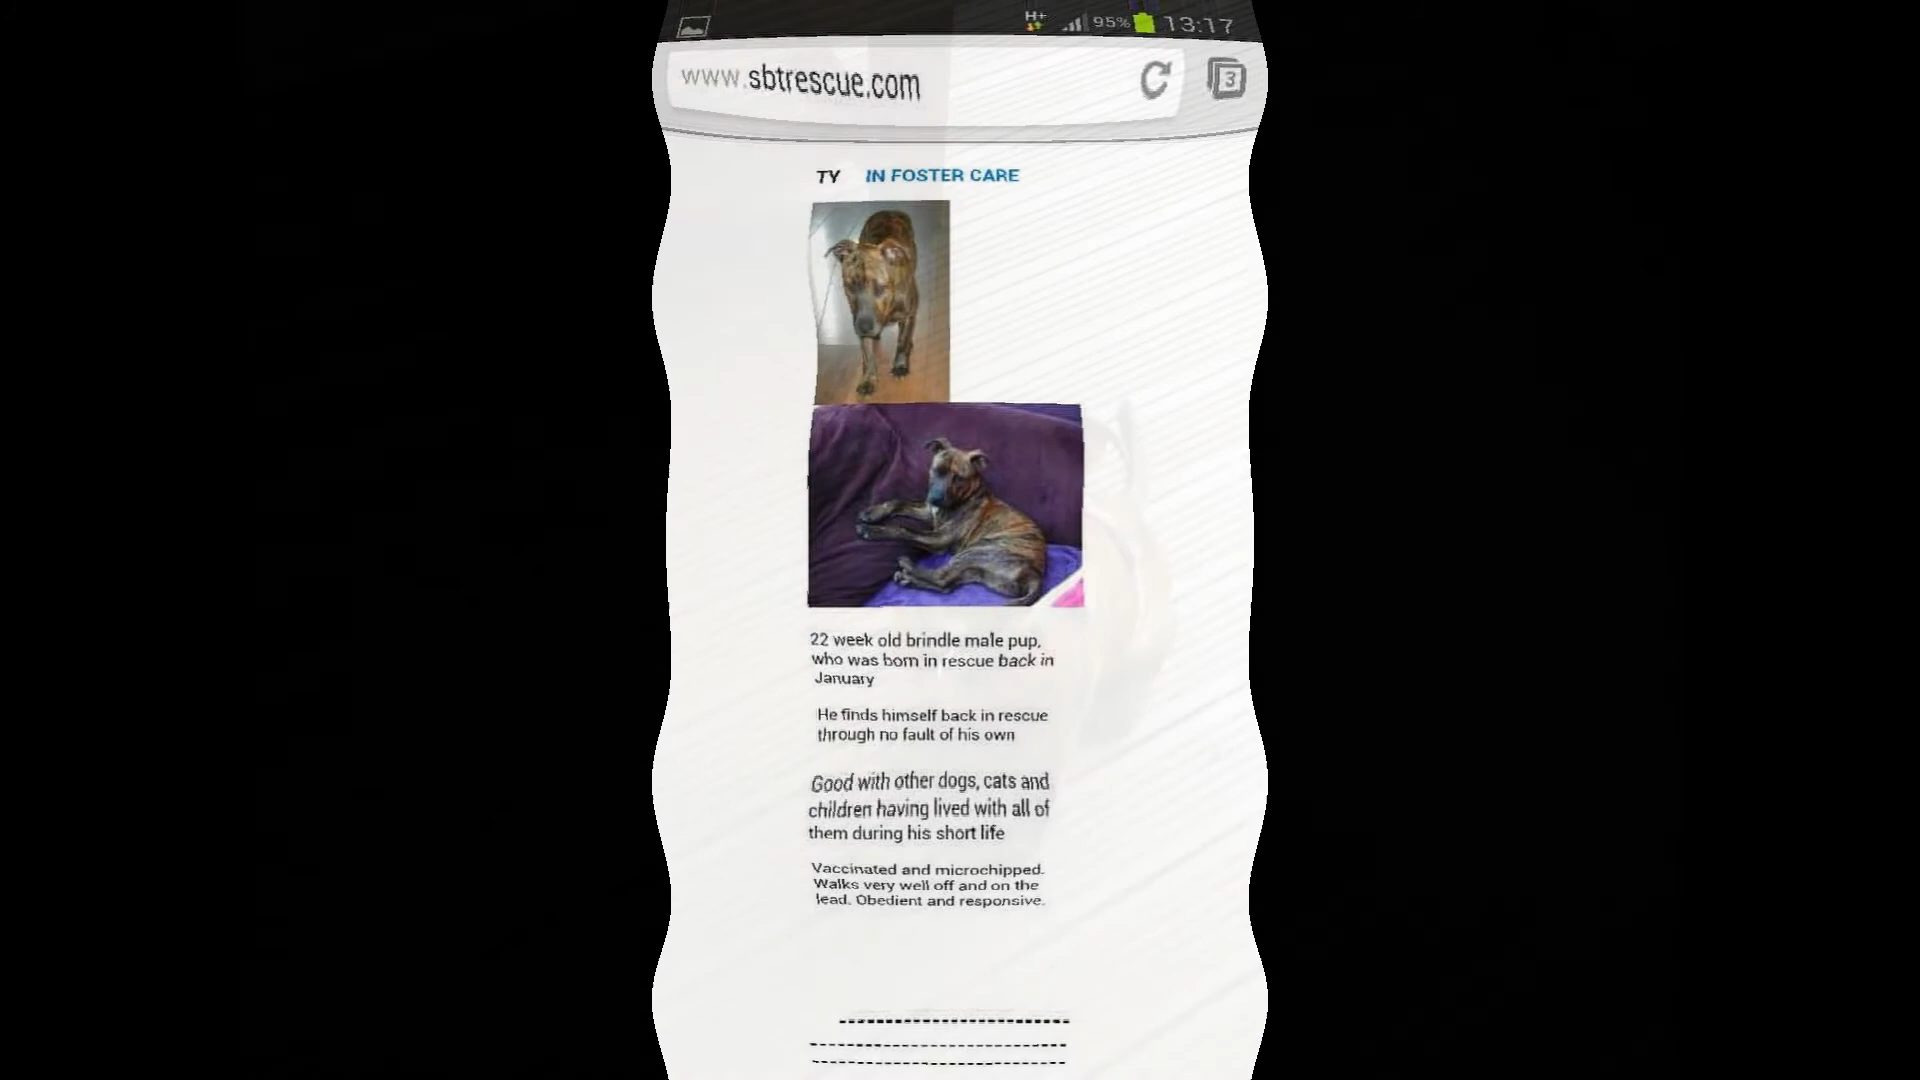 H+ 95% 13:17
www.sbtrescue.com
3
TY IN FOSTER CARE
22 week old brindle male pup,
who was born in rescue back in
January
He finds himself back in rescue
through no fault of his own
Good with other dogs, cats and
children having lived with all of
them during his short life
Vaccinated and microchipped.
Walks very well off and on the
lead. Obedient and responsive.